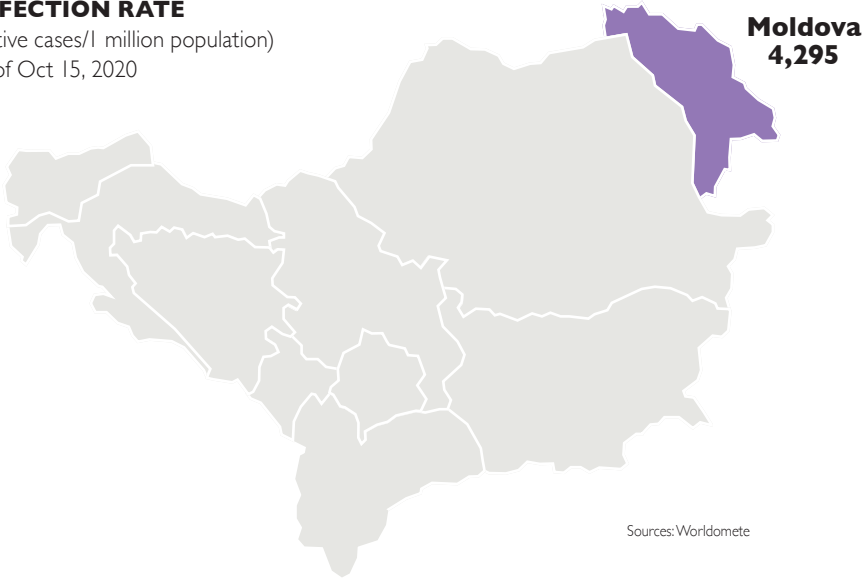 FECTION RATE
tive cases/1 million population)
of Oct 15, 2020
Moldova
4,295
Sources: Worldomete